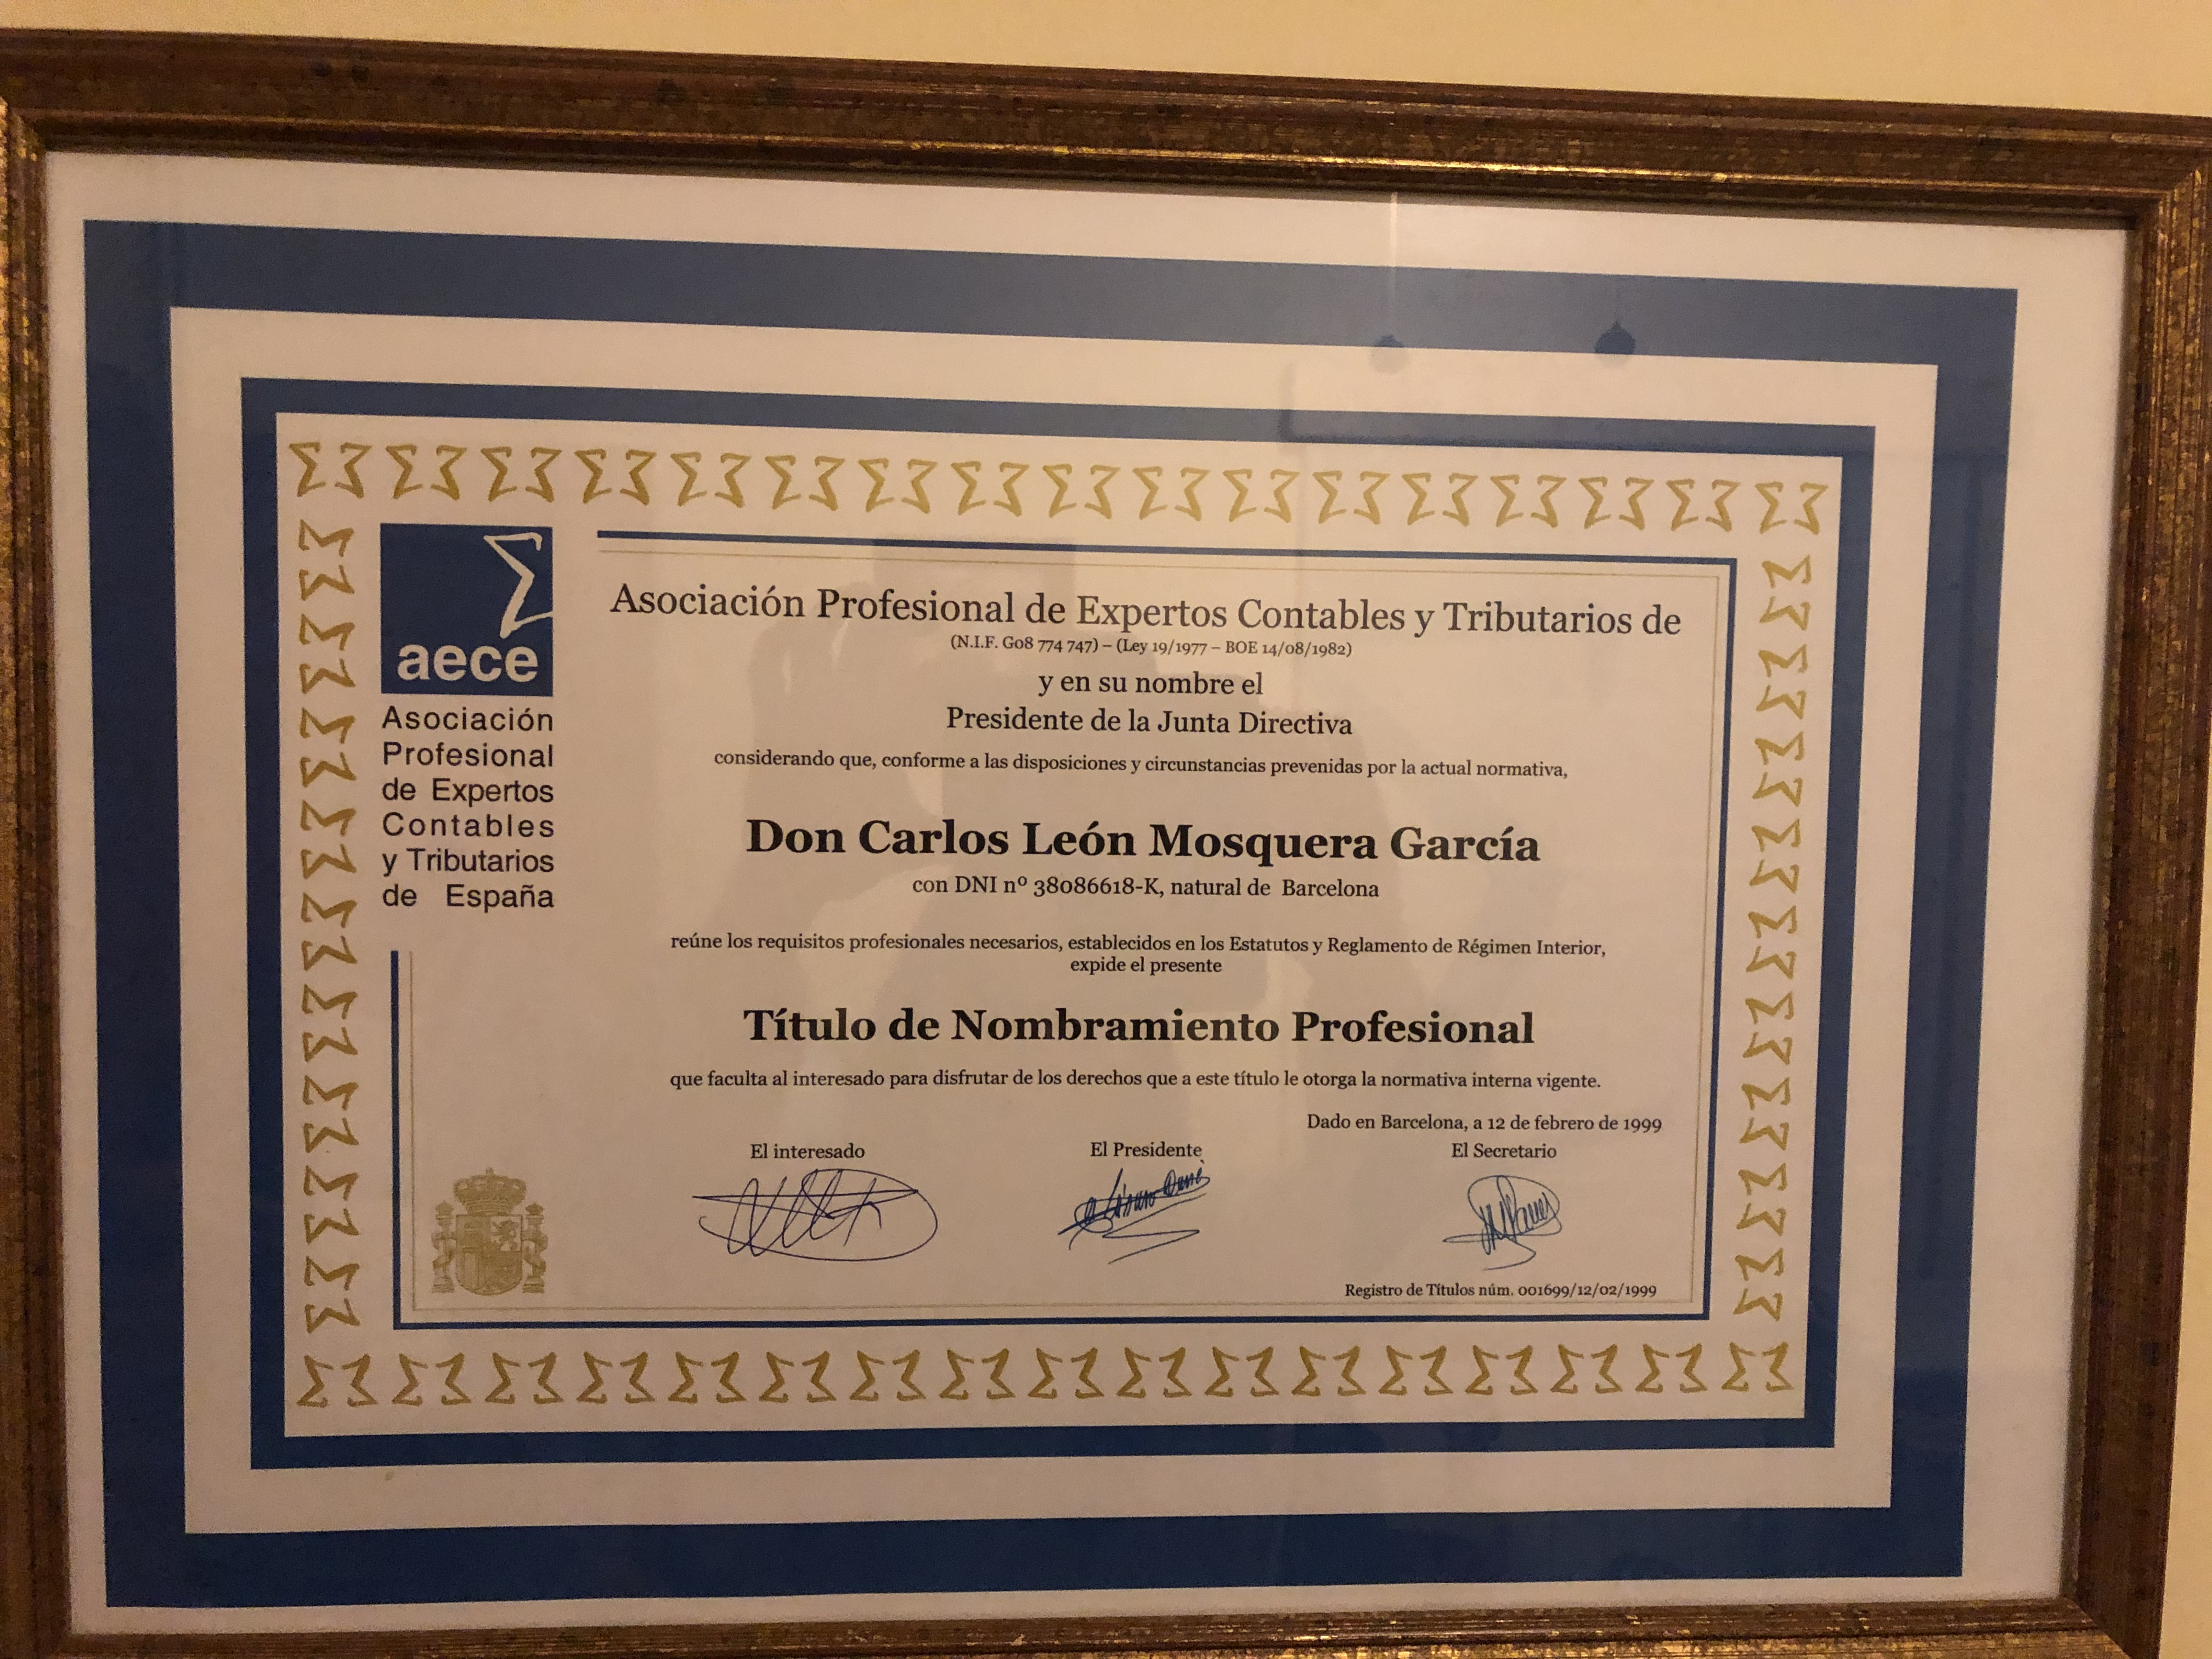 aece
Asociación
Profesional
de Expertos
Contables
y Tributarios
de España
Asociación Profesional de Expertos Contables y Tributarios de
(N.I.F. G08 774 747) – (Ley 19/1977 – BOE 14/08/1982)
y en su nombre el
Presidente de la Junta Directiva
considerando que, conforme a las disposiciones y circunstancias prevenidas por la actual normativa,
Don Carlos León Mosquera García
con DNI nº 38086618-K, natural de Barcelona
reúne los requisitos profesionales necesarios, establecidos en los Estatutos y Reglamento de Régimen Interior,
expide el presente
Título de Nombramiento Profesional
que faculta al interesado para disfrutar de los derechos que a este título le otorga la normativa interna vigente.
Dado en Barcelona, a 12 de febrero de 1999
El interesado El Presidente El Secretario
Registro de Títulos núm. 001699/12/02/1999